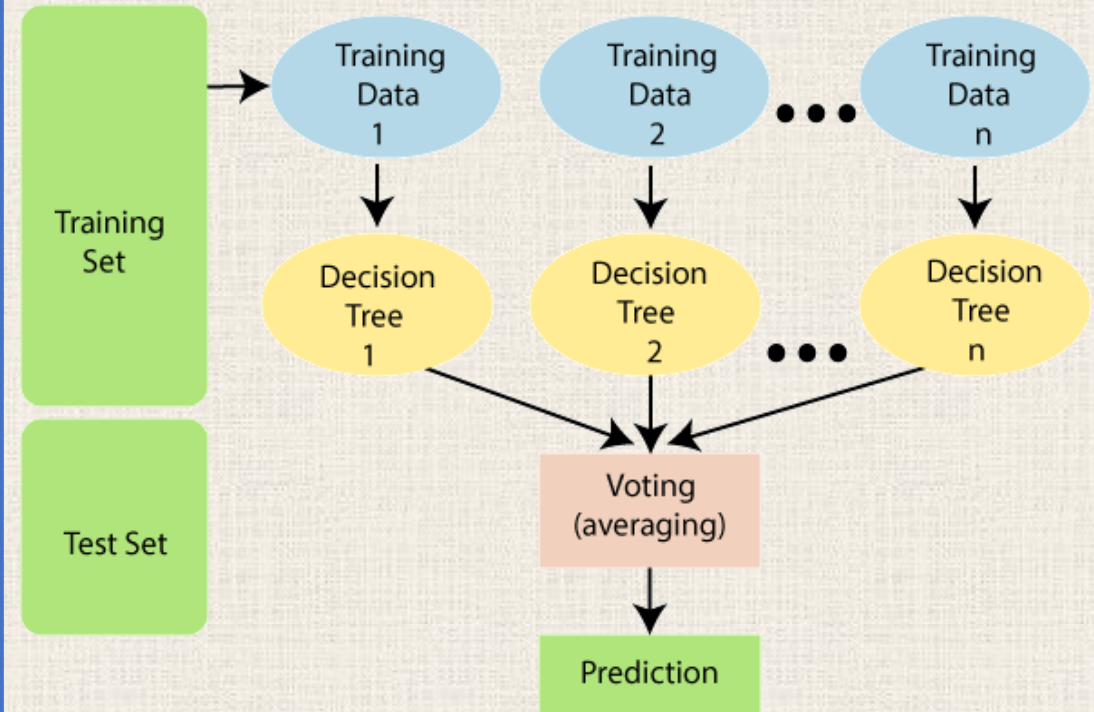 Training
Data
1
Training
Data
2
Training
Data
n
Training
Set
Decision
Tree
1
Decision
Tree
2
Decision
Tree
n
Test Set
Voting
(averaging)
Prediction